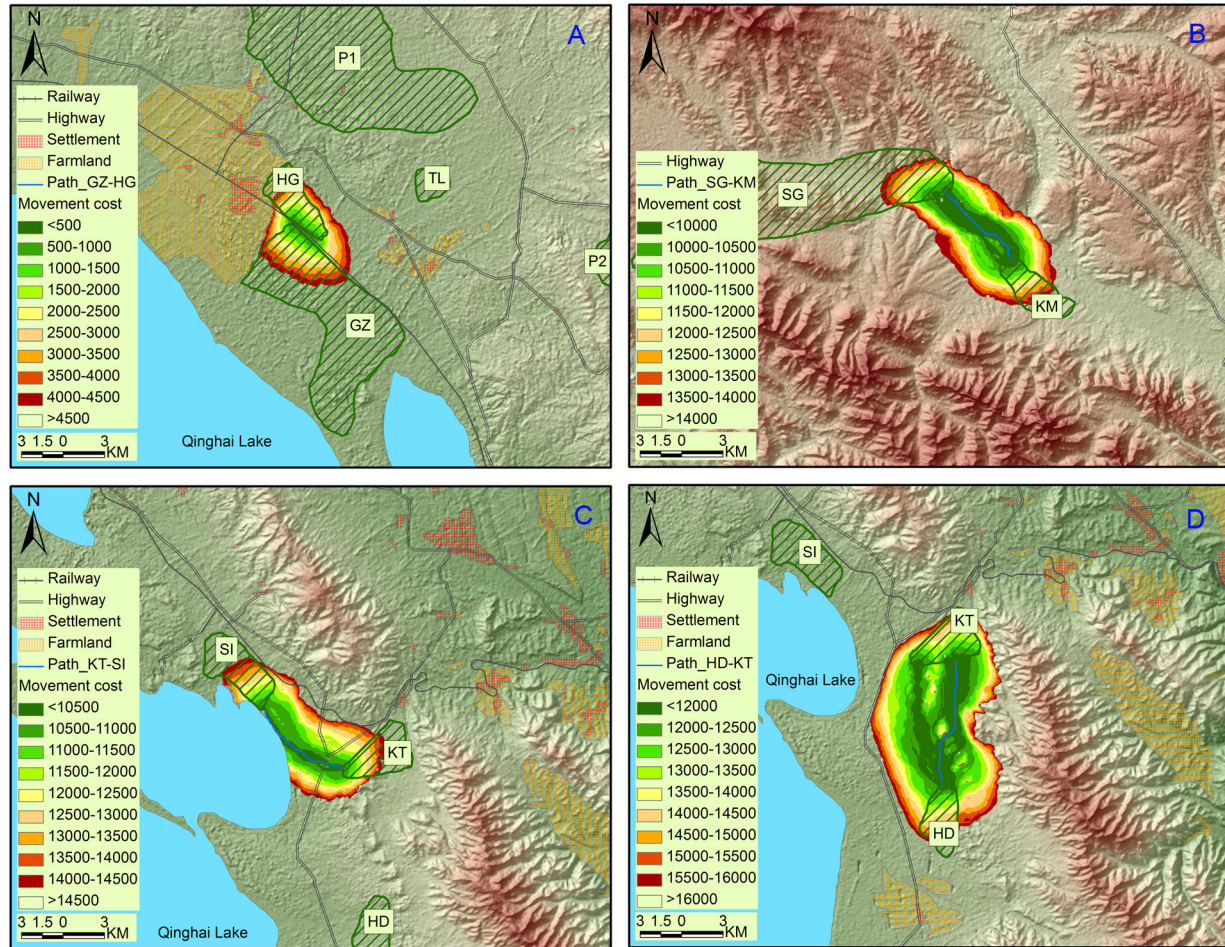 A
N
P1
Railway
Highway
Settlement
Farmland
Path_GZ-HG
Movement cost
<500
500-1000
1000-1500
1500-2000
2000-2500
2500-3000
3000-3500
3500-4000
4000-4500
>4500
3 1.5 0 3
KM
HG
TL
P2
GZ
Qinghai Lake
B
N
Highway
Path_SG-KM
Movement cost
<10000
10000-10500
10500-11000
11000-11500
11500-12000
12000-12500
12500-13000
13000-13500
13500-14000
>14000
3 1.5 0 3
KM
SG
KM
C
N
Railway
Highway
Settlement
Farmland
Path_KT-SI
Movement cost
<10500
10500-11000
11000-11500
11500-12000
12000-12500
12500-13000
13000-13500
13500-14000
14000-14500
>14500
3 1.5 0 3
KM
SI
KT
HD
Qinghai Lake
D
N
Railway
Highway
Settlement
Farmland
Path_HD-KT
Movement cost
<12000
12000-12500
12500-13000
13000-13500
13500-14000
14000-14500
14500-15000
15000-15500
15500-16000
>16000
3 1.5 0 3
KM
SI
KT
Qinghai Lake
HD